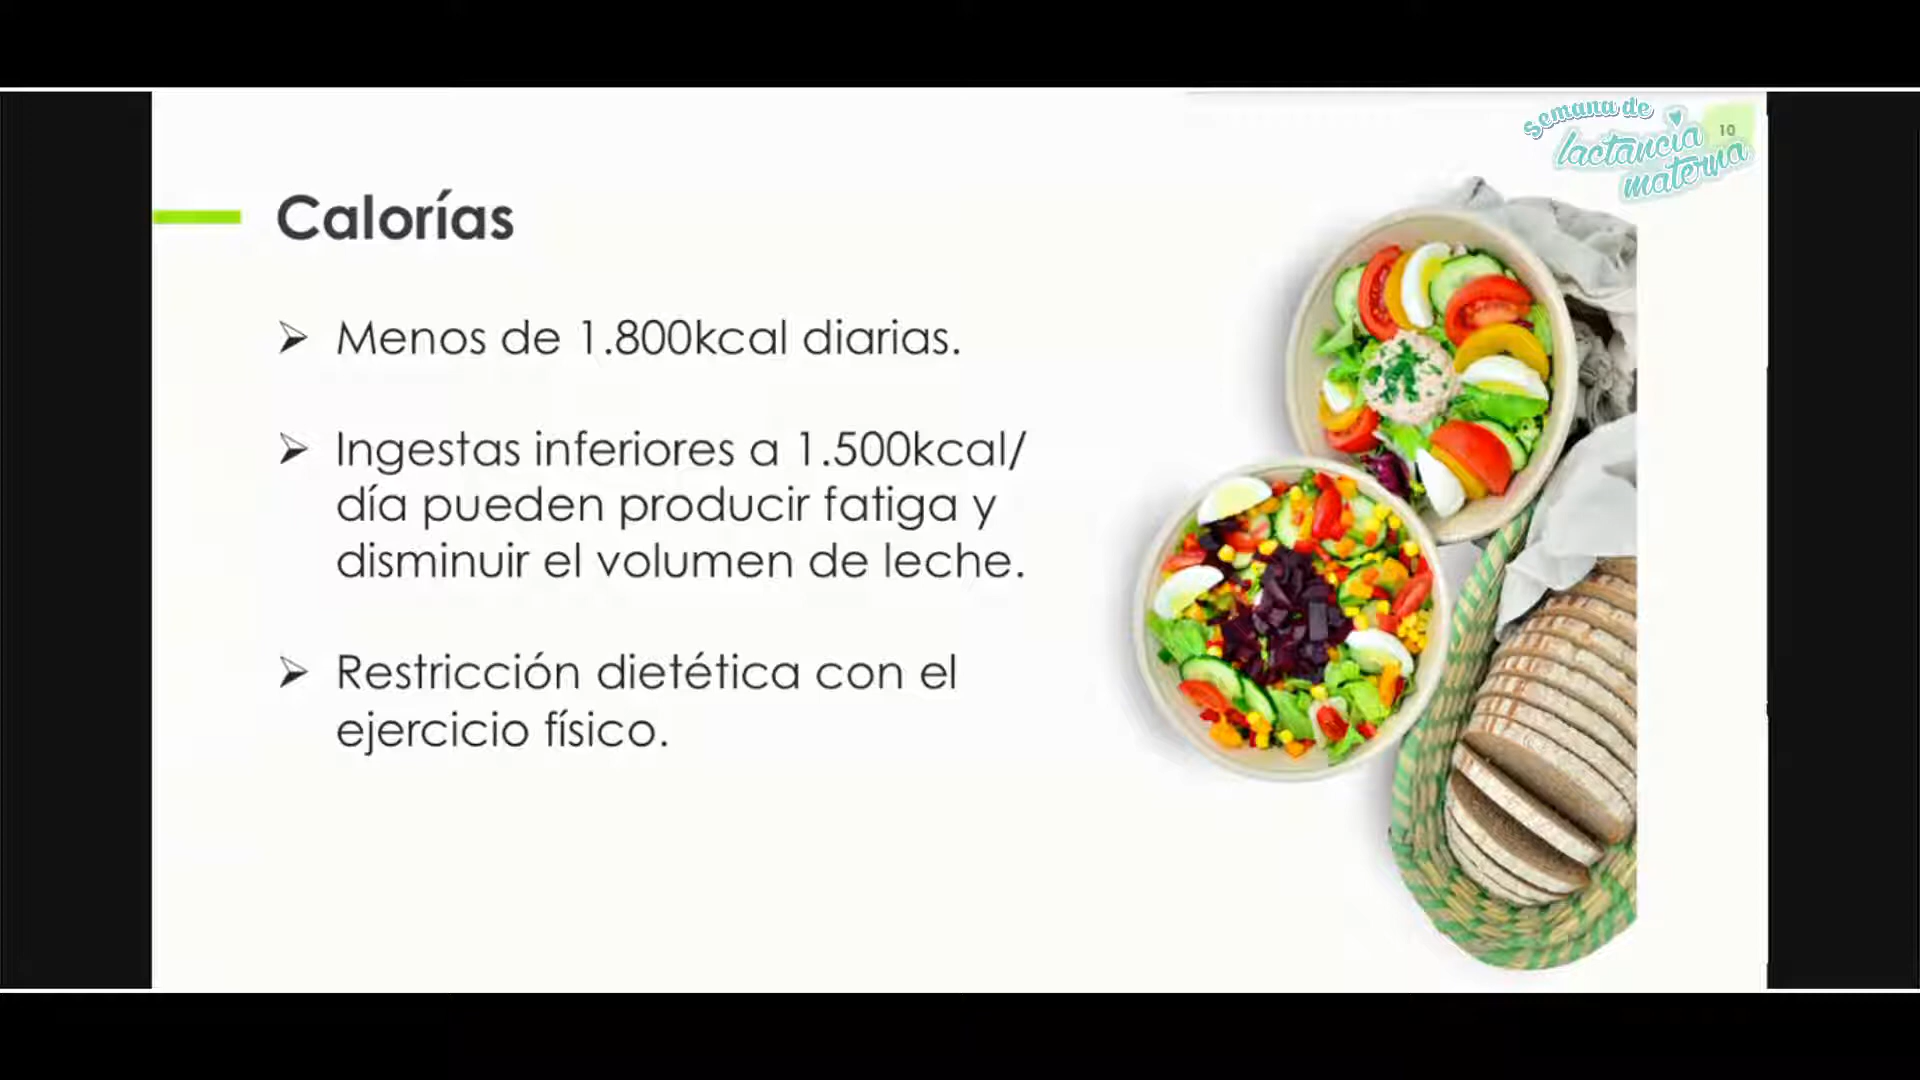 Semana de
lactancia
materna
10
Calorías
Menos de 1.800kcal diarias.
Ingestas inferiores a 1.500kcal/
día pueden producir fatiga y
disminuir el volumen de leche.
Restricción dietética con el
ejercicio físico.